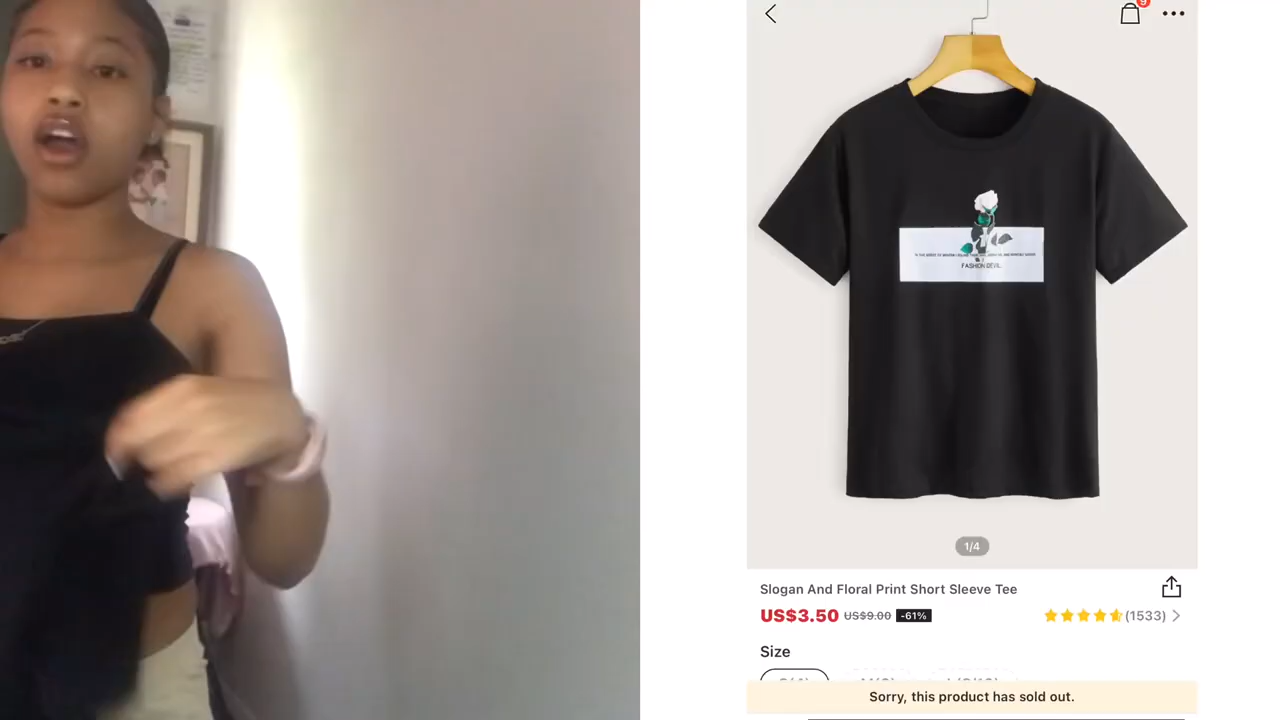 9
FASHION DEVIL.
1/4
Slogan And Floral Print Short Sleeve Tee
US$3.50 US$9.00 -61% (1533)
Size
Sorry, this product has sold out.